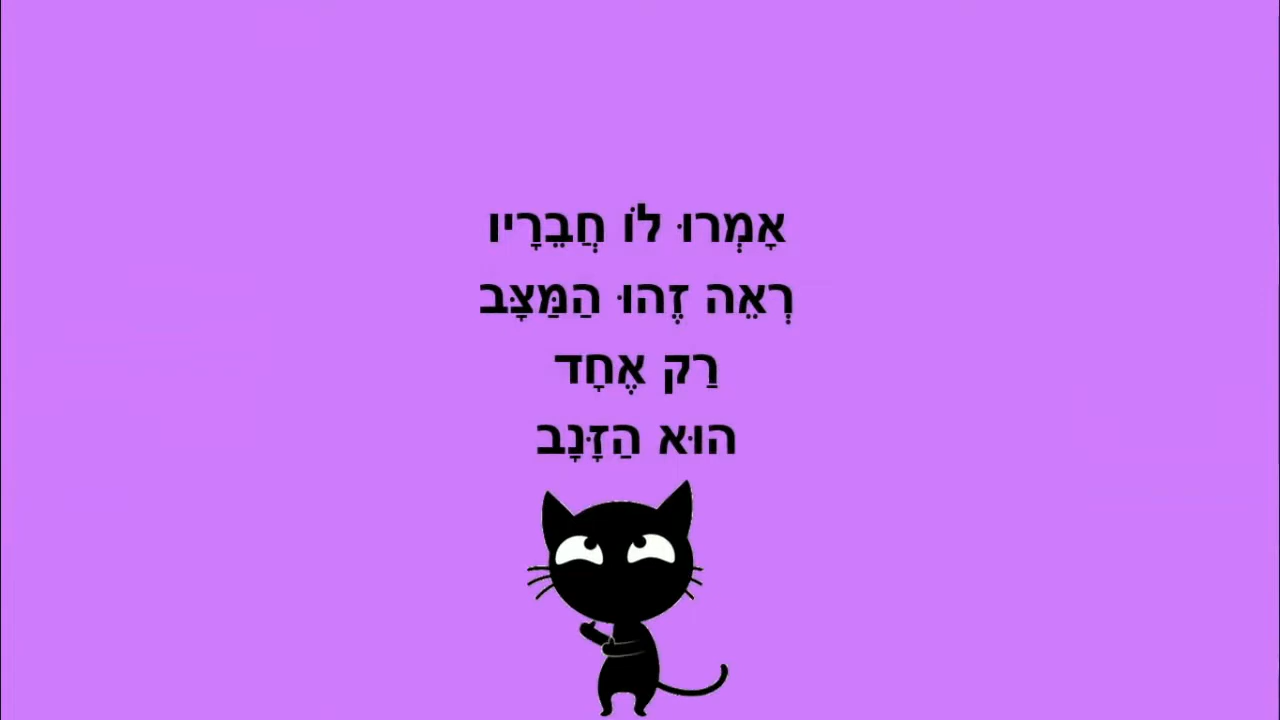 אָמְרוּ לוֹ חֲבֵרָיו
רְאֵה זֶהוּ הַמַּצָּב
רַק אֶחָד
הוּא הַזָּנָב